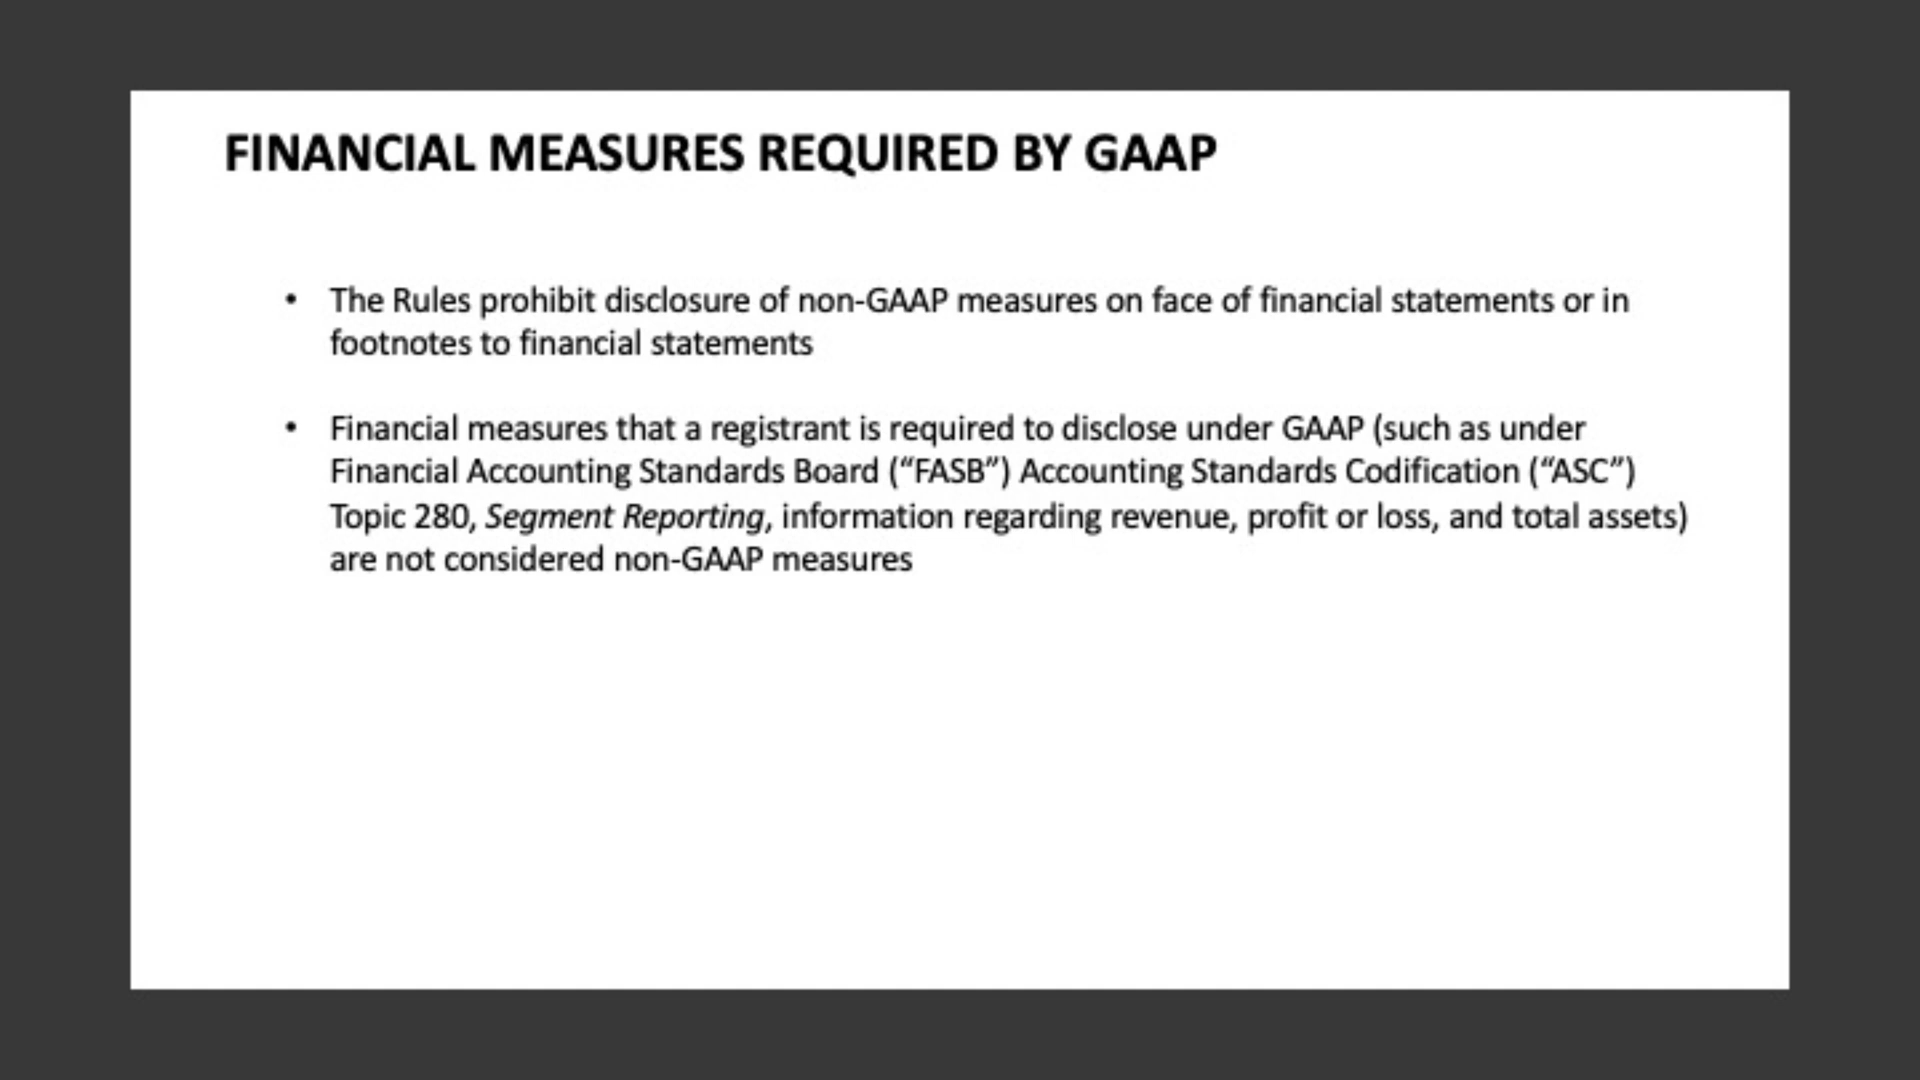 FINANCIAL MEASURES REQUIRED BY GAAP
• The Rules prohibit disclosure of non-GAAP measures on face of financial statements or in
footnotes to financial statements
• Financial measures that a registrant is required to disclose under GAAP (such as under
Financial Accounting Standards Board (“FASB”) Accounting Standards Codification (“ASC”)
Topic 280, Segment Reporting, information regarding revenue, profit or loss, and total assets)
are not considered non-GAAP measures